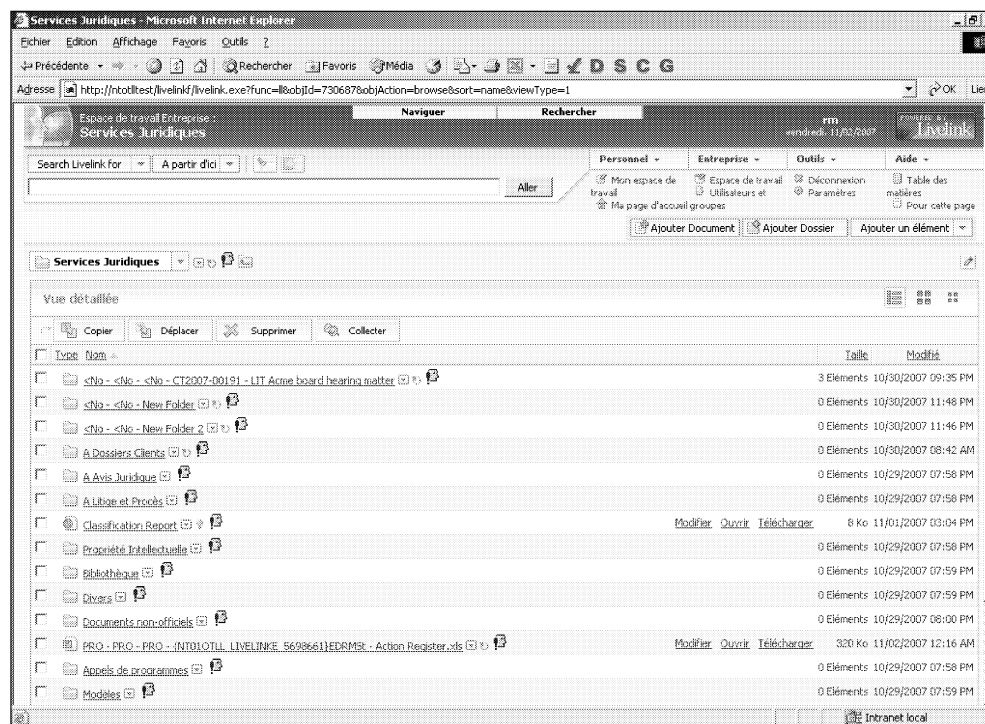 Services Juridiques - Microsoft Internet Explorer
Fichier Edition Affichage Favoris Outils ?
Précédente Rechercher Favoris Média D S C G
Adresse http://ntotlltest/livelinkf/livelink.exe?func=ll&objId=730687&objAction=browse&sort=name&viewType=1 OK Lie
Espace de travail Entreprise :
Services Juridiques
Naviguer Rechercher
rm
vendredi, 11/02/2007
POWERED BY
Livelink
Search Livelink for A partir d'ici
Aller
Personnel Entreprise Outils Aide
Mon espace de travail Espace de travail Déconnexion Table des matières
Ma page d'accueil Utilisateurs et groupes Paramètres Pour cette page
Ajouter Document Ajouter Dossier Ajouter un élément
Services Juridiques
Vue détaillée
Copier Déplacer Supprimer Collecter
Type Nom Taille Modifié
<No - <No - <No - CT2007-00191 - LIT Acme board hearing matter 3 Eléments 10/30/2007 09:35 PM
<No - <No - New Folder 0 Eléments 10/30/2007 11:48 PM
<No - <No - New Folder 2 0 Eléments 10/30/2007 11:46 PM
A Dossiers Clients 0 Eléments 10/30/2007 08:42 AM
A Avis Juridique 0 Eléments 10/29/2007 07:58 PM
A Litige et Procès 0 Eléments 10/29/2007 07:58 PM
Classification Report Modifier Ouvrir Télécharger 8 Ko 11/01/2007 03:04 PM
Propriété Intellectuelle 0 Eléments 10/29/2007 07:58 PM
Bibliothèque 0 Eléments 10/29/2007 07:59 PM
Divers 0 Eléments 10/29/2007 07:59 PM
Documents non-officiels 0 Eléments 10/29/2007 08:00 PM
PRO - PRO - PRO - {NT01OTLL_LIVELINKE_5698661}EDRMSt - Action Register.xls Modifier Ouvrir Télécharger 320 Ko 11/02/2007 12:16 AM
Appels de programmes 0 Eléments 10/29/2007 07:58 PM
Modèles 0 Eléments 10/29/2007 07:59 PM
Intranet local